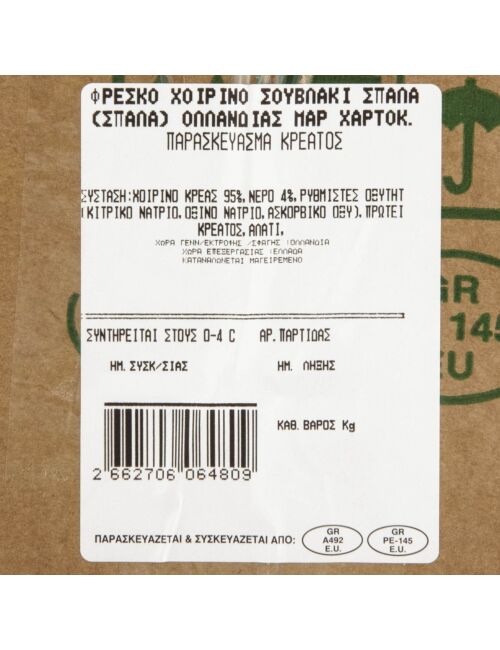 ΦΡΕΣΚΟ ΧΟΙΡΙΝΟ ΣΟΥΒΛΑΚΙ ΣΠΑΛΑ
(ΣΠΑΛΑ) ΟΛΛΑΝΔΙΑΣ ΜΑΡ ΧΑΡΤΟΚ.
ΠΑΡΑΣΚΕΥΑΣΜΑ ΚΡΕΑΤΟΣ
ΣΥΣΤΑΣΗ:ΧΟΙΡΙΝΟ ΚΡΕΑΣ 95%, ΝΕΡΟ 4%, ΡΥΘΜΙΣΤΕΣ ΟΞΥΤΗΤ
(ΚΙΤΡΙΚΟ ΝΑΤΡΙΟ, ΟΞΙΝΟ ΝΑΤΡΙΟ, ΑΣΚΟΡΒΙΚΟ ΟΞΥ), ΠΡΩΤΕΙ
ΚΡΕΑΤΟΣ, ΑΛΑΤΙ,
ΧΩΡΑ ΓΕΝΝ/ΕΚΤΡΟΦΗΣ /ΣΦΑΓΗΣ :ΟΛΛΑΝΔΙΑ
ΧΩΡΑ ΕΠΕΞΕΡΓΑΣΙΑΣ :ΕΛΛΑΔΑ
ΚΑΤΑΝΑΛΩΝΕΤΑΙ ΜΑΓΕΙΡΕΜΕΝΟ
ΣΥΝΤΗΡΕΙΤΑΙ ΣΤΟΥΣ 0-4 C ΑΡ. ΠΑΡΤΙΔΑΣ
ΗΜ. ΣΥΣΚ/ΣΙΑΣ ΗΜ. ΛΗΞΗΣ
ΚΑΘ. ΒΑΡΟΣ Kg
2 662706 064809
ΠΑΡΑΣΚΕΥΑΖΕΤΑΙ & ΣΥΣΚΕΥΑΖΕΤΑΙ ΑΠΟ:
GR
A492
E.U.
GR
PE-145
E.U.
GR
-145
EU